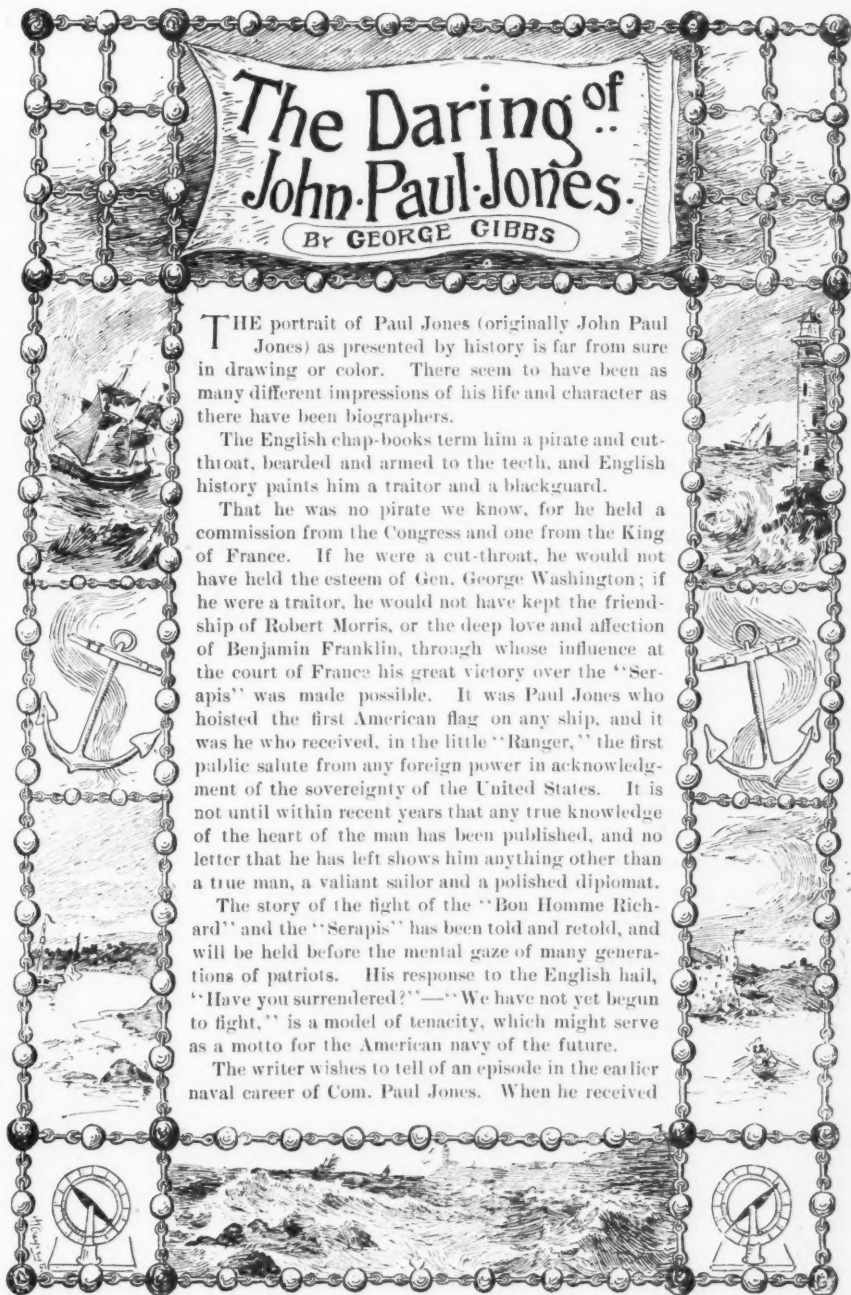 The Daring of
John·Paul·Jones.
BY GEORGE GIBBS
THE portrait of Paul Jones (originally John Paul
Jones) as presented by history is far from sure
in drawing or color. There seem to have been as
many different impressions of his life and character as
there have been biographers.
The English chap-books term him a pirate and cut-
throat, bearded and armed to the teeth, and English
history paints him a traitor and a blackguard.
That he was no pirate we know, for he held a
commission from the Congress and one from the King
of France. If he were a cut-throat, he would not
have held the esteem of Gen. George Washington; if
he were a traitor, he would not have kept the friend-
ship of Robert Morris, or the deep love and affection
of Benjamin Franklin, through whose influence at
the court of France his great victory over the "Ser-
apis" was made possible. It was Paul Jones who
hoisted the first American flag on any ship, and it
was he who received, in the little "Ranger," the first
public salute from any foreign power in acknowledg-
ment of the sovereignty of the United States. It is
not until within recent years that any true knowledge
of the heart of the man has been published, and no
letter that he has left shows him anything other than
a true man, a valiant sailor and a polished diplomat.
The story of the fight of the "Bon Homme Rich-
ard" and the "Serapis" has been told and retold, and
will be held before the mental gaze of many genera-
tions of patriots. His response to the English hail,
"Have you surrendered?"—"We have not yet begun
to fight," is a model of tenacity, which might serve
as a motto for the American navy of the future.
The writer wishes to tell of an episode in the earlier
naval career of Com. Paul Jones. When he received